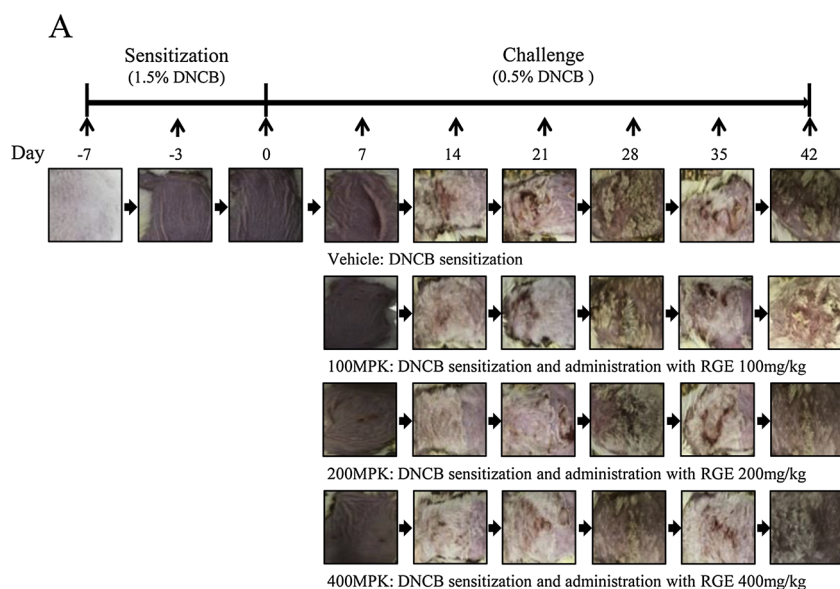 A
Sensitization
(1.5% DNCB)
Challenge
(0.5% DNCB )
Day -7 -3 0 7 14 21 28 35 42
Vehicle: DNCB sensitization
100MPK: DNCB sensitization and administration with RGE 100mg/kg
200MPK: DNCB sensitization and administration with RGE 200mg/kg
400MPK: DNCB sensitization and administration with RGE 400mg/kg